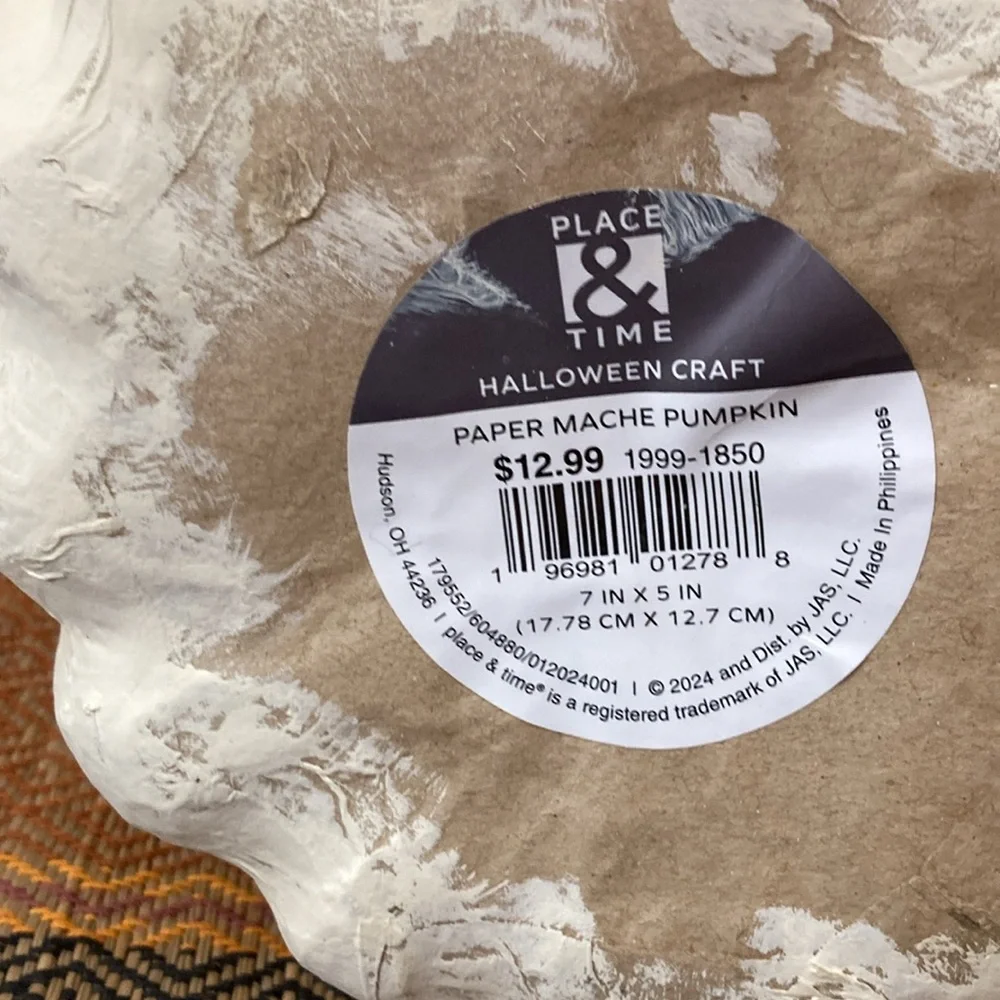 PLACE
&
TIME
HALLOWEEN CRAFT
PAPER MACHE PUMPKIN
$12.99 1999-1850
1 96981 01278 8
7 IN X 5 IN
(17.78 CM X 12.7 CM)
179552/604880/012024001 | © 2024 and Dist. by JAS, LLC.
Hudson, OH 44236 | place & time® is a registered trademark of JAS, LLC. | Made In Philippines